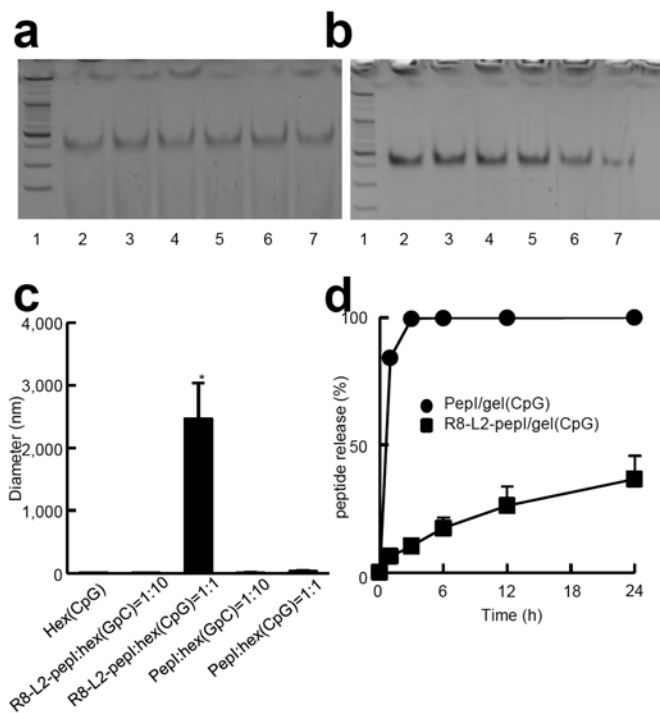 a
b
1 2 3 4 5 6 7
1 2 3 4 5 6 7
c
4,000
3,000
2,000
1,000
0
Diameter (nm)
*
Hex(CpG)
R8-L2-pepI:hex(GpC)=1:10
R8-L2-pepI:hex(CpG)=1:1
PepI:hex(GpC)=1:10
PepI:hex(CpG)=1:1
d
100
50
0
peptide release (%)
PepI/gel(CpG)
R8-L2-pepI/gel(CpG)
0 6 12 18 24
Time (h)